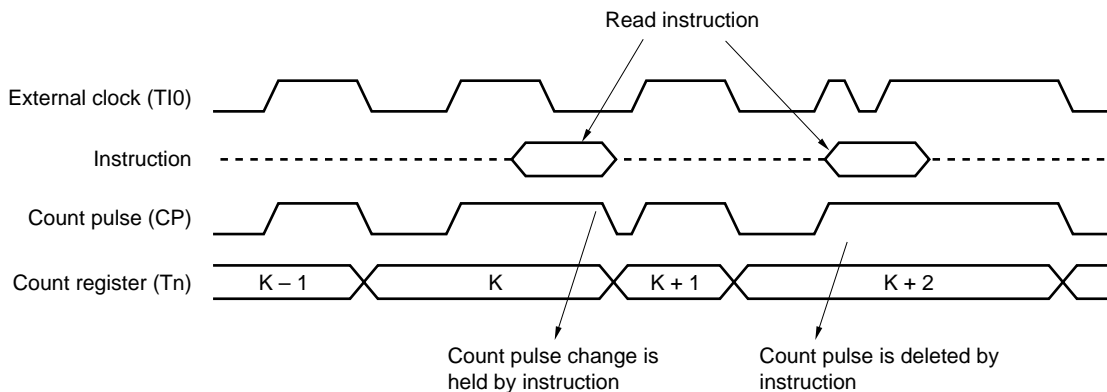 Read instruction
External clock (TI0)
Instruction
Count pulse (CP)
Count register (Tn)
K – 1
K
K + 1
K + 2
Count pulse change is
held by instruction
Count pulse is deleted by
instruction